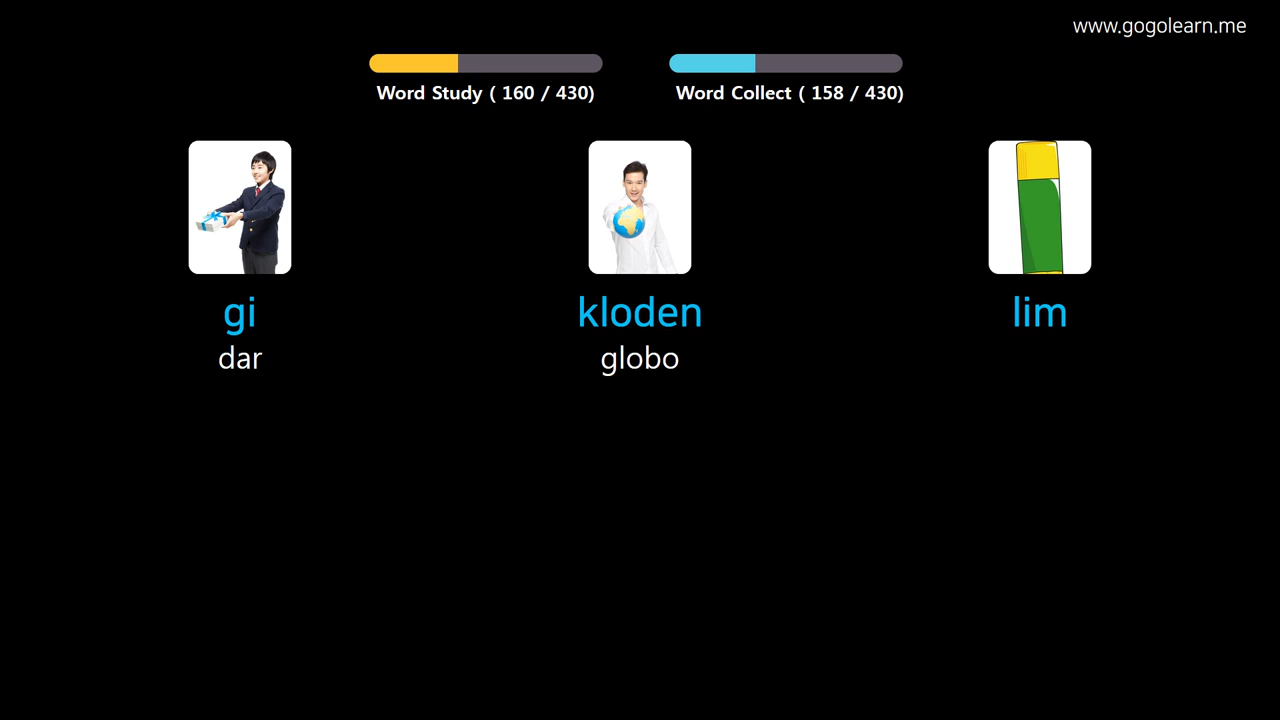 www.gogolearn.me
Word Study ( 160 / 430)
Word Collect ( 158 / 430)
gi
kloden
lim
dar
globo